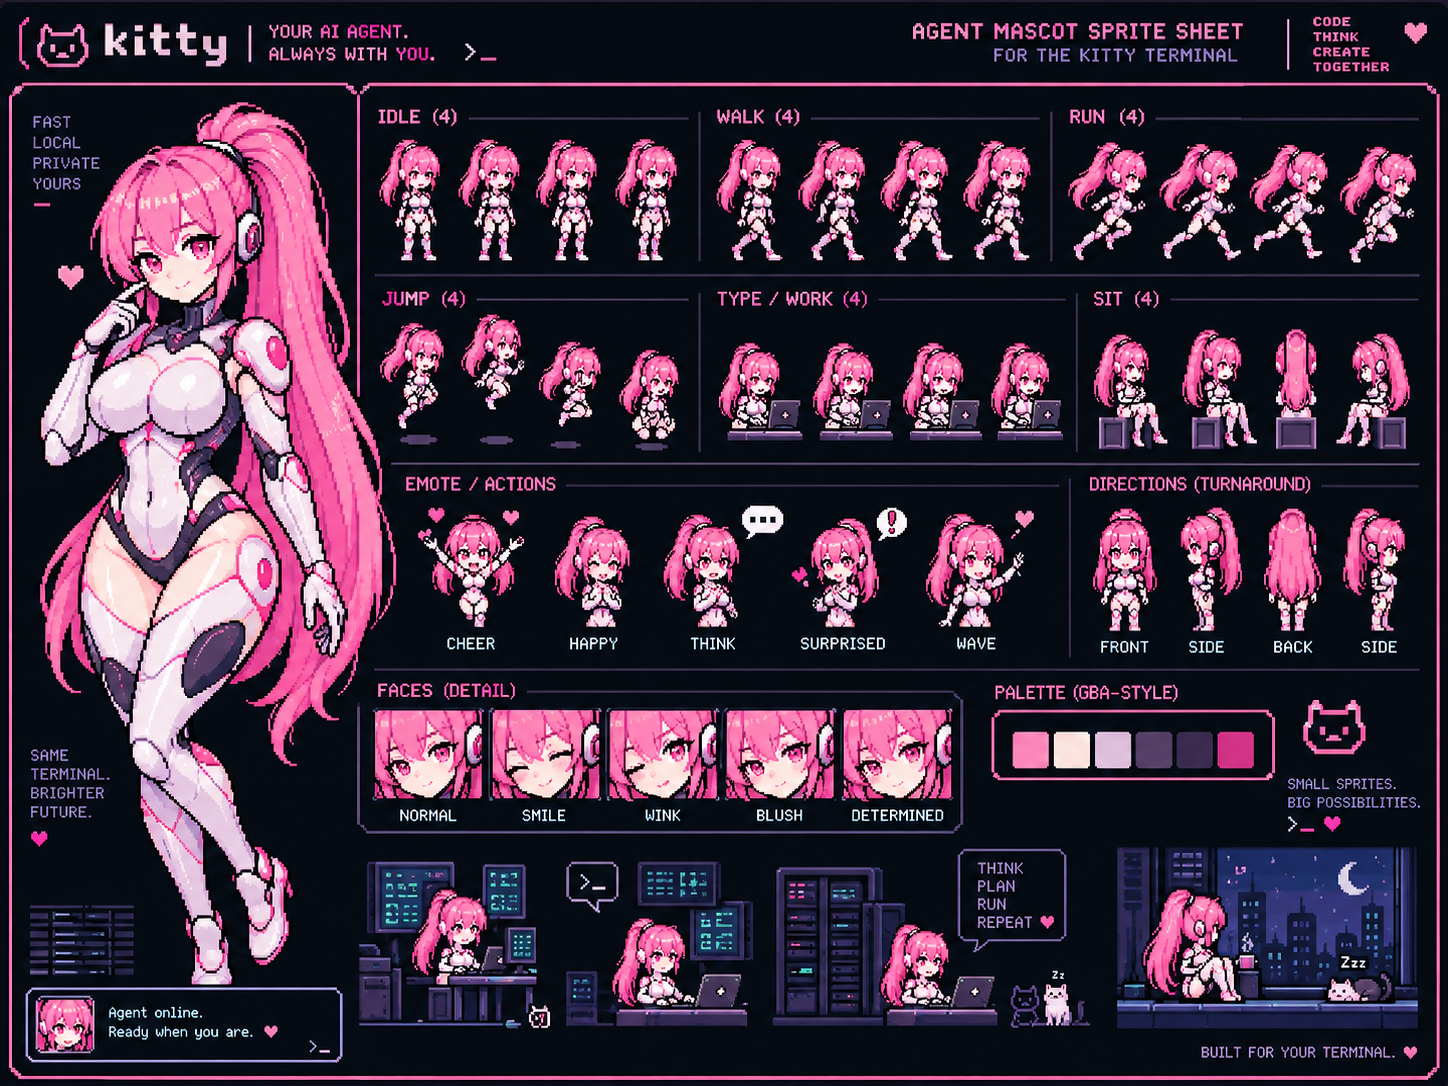 kitty
YOUR AI AGENT.
ALWAYS WITH YOU. >_
AGENT MASCOT SPRITE SHEET
FOR THE KITTY TERMINAL
CODE
THINK
CREATE
TOGETHER
FAST
LOCAL
PRIVATE
YOURS
_
SAME
TERMINAL.
BRIGHTER
FUTURE.
Agent online.
Ready when you are.
>_
IDLE (4)
WALK (4)
RUN (4)
JUMP (4)
TYPE / WORK (4)
SIT (4)
EMOTE / ACTIONS
...
!
CHEER
HAPPY
THINK
SURPRISED
WAVE
DIRECTIONS (TURNAROUND)
FRONT
SIDE
BACK
SIDE
FACES (DETAIL)
NORMAL
SMILE
WINK
BLUSH
DETERMINED
PALETTE (GBA-STYLE)
SMALL SPRITES.
BIG POSSIBILITIES.
>_
>_
THINK
PLAN
RUN
REPEAT
Zz
Zzz
BUILT FOR YOUR TERMINAL.